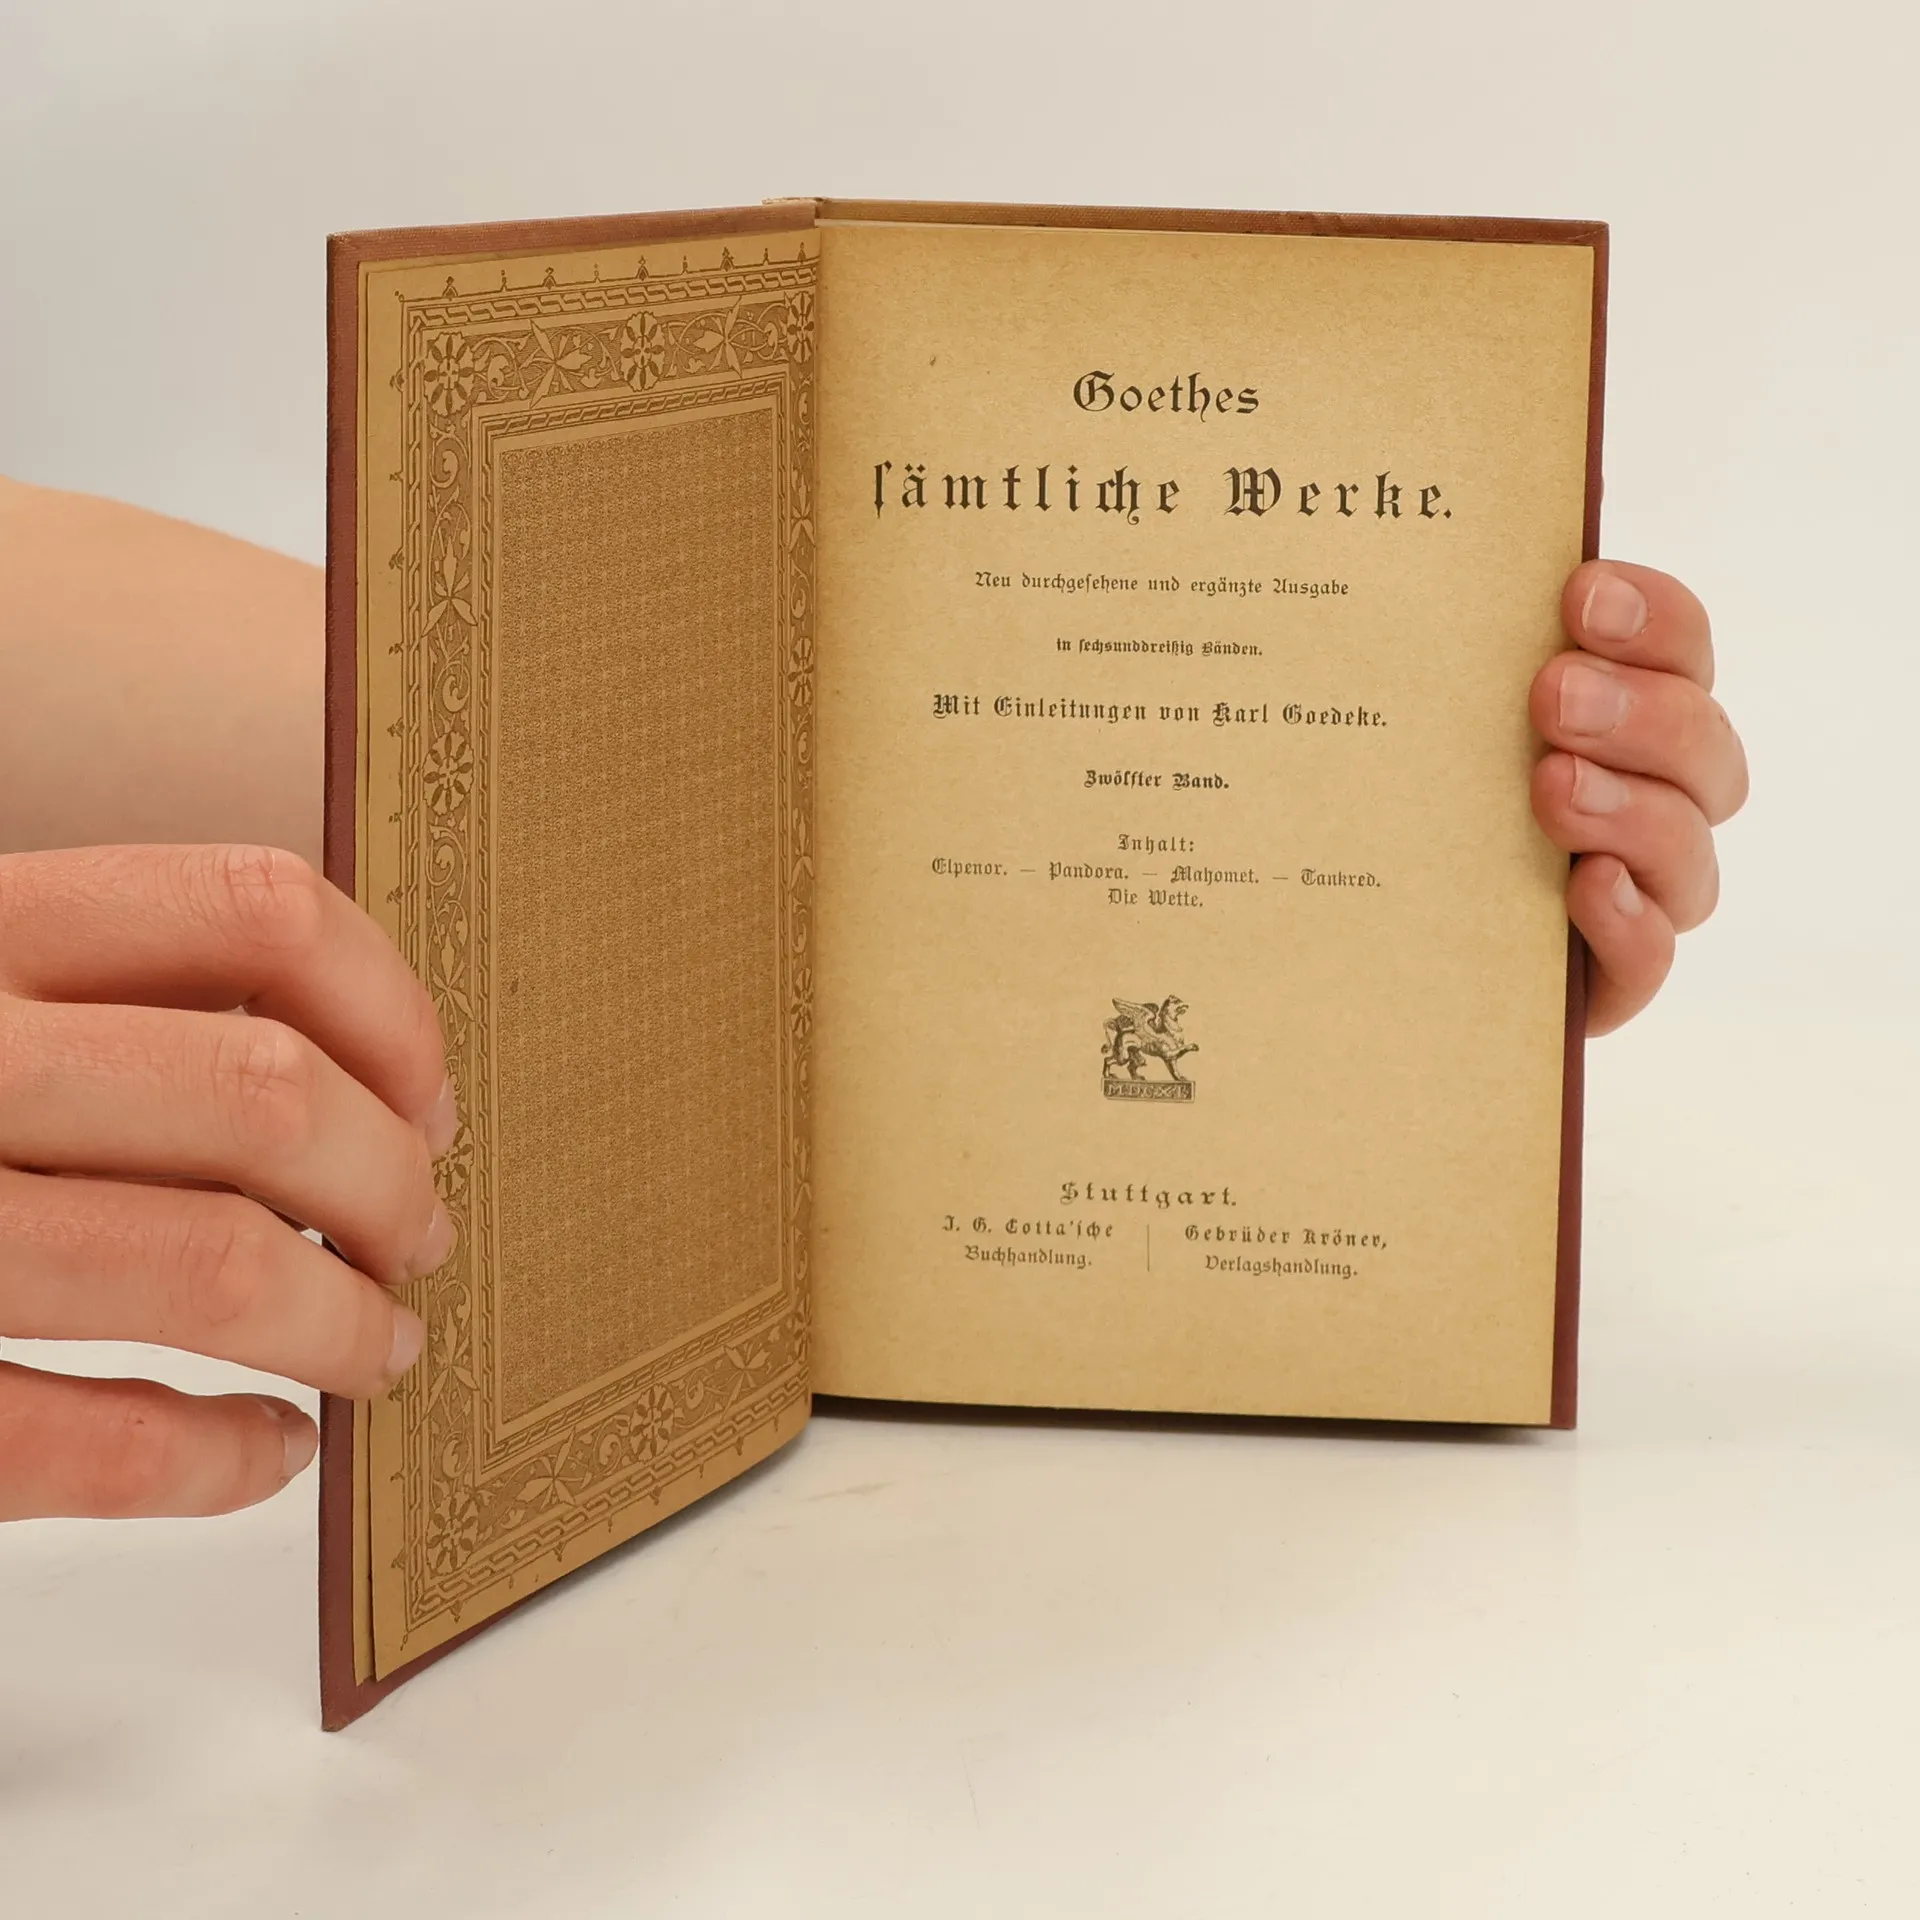 Goethes
ſämtliche Werke.
Neu durchgeſehene und ergänzte Ausgabe
in ſechsunddreißig Bänden.
Mit Einleitungen von Karl Goedeke.
Zwölfter Band.
Inhalt:
Elpenor. — Pandora. — Mahomet. — Tankred.
Die Wette.
Stuttgart.
J. G. Cotta'ſche
Buchhandlung.
Gebrüder Kröner,
Verlagshandlung.